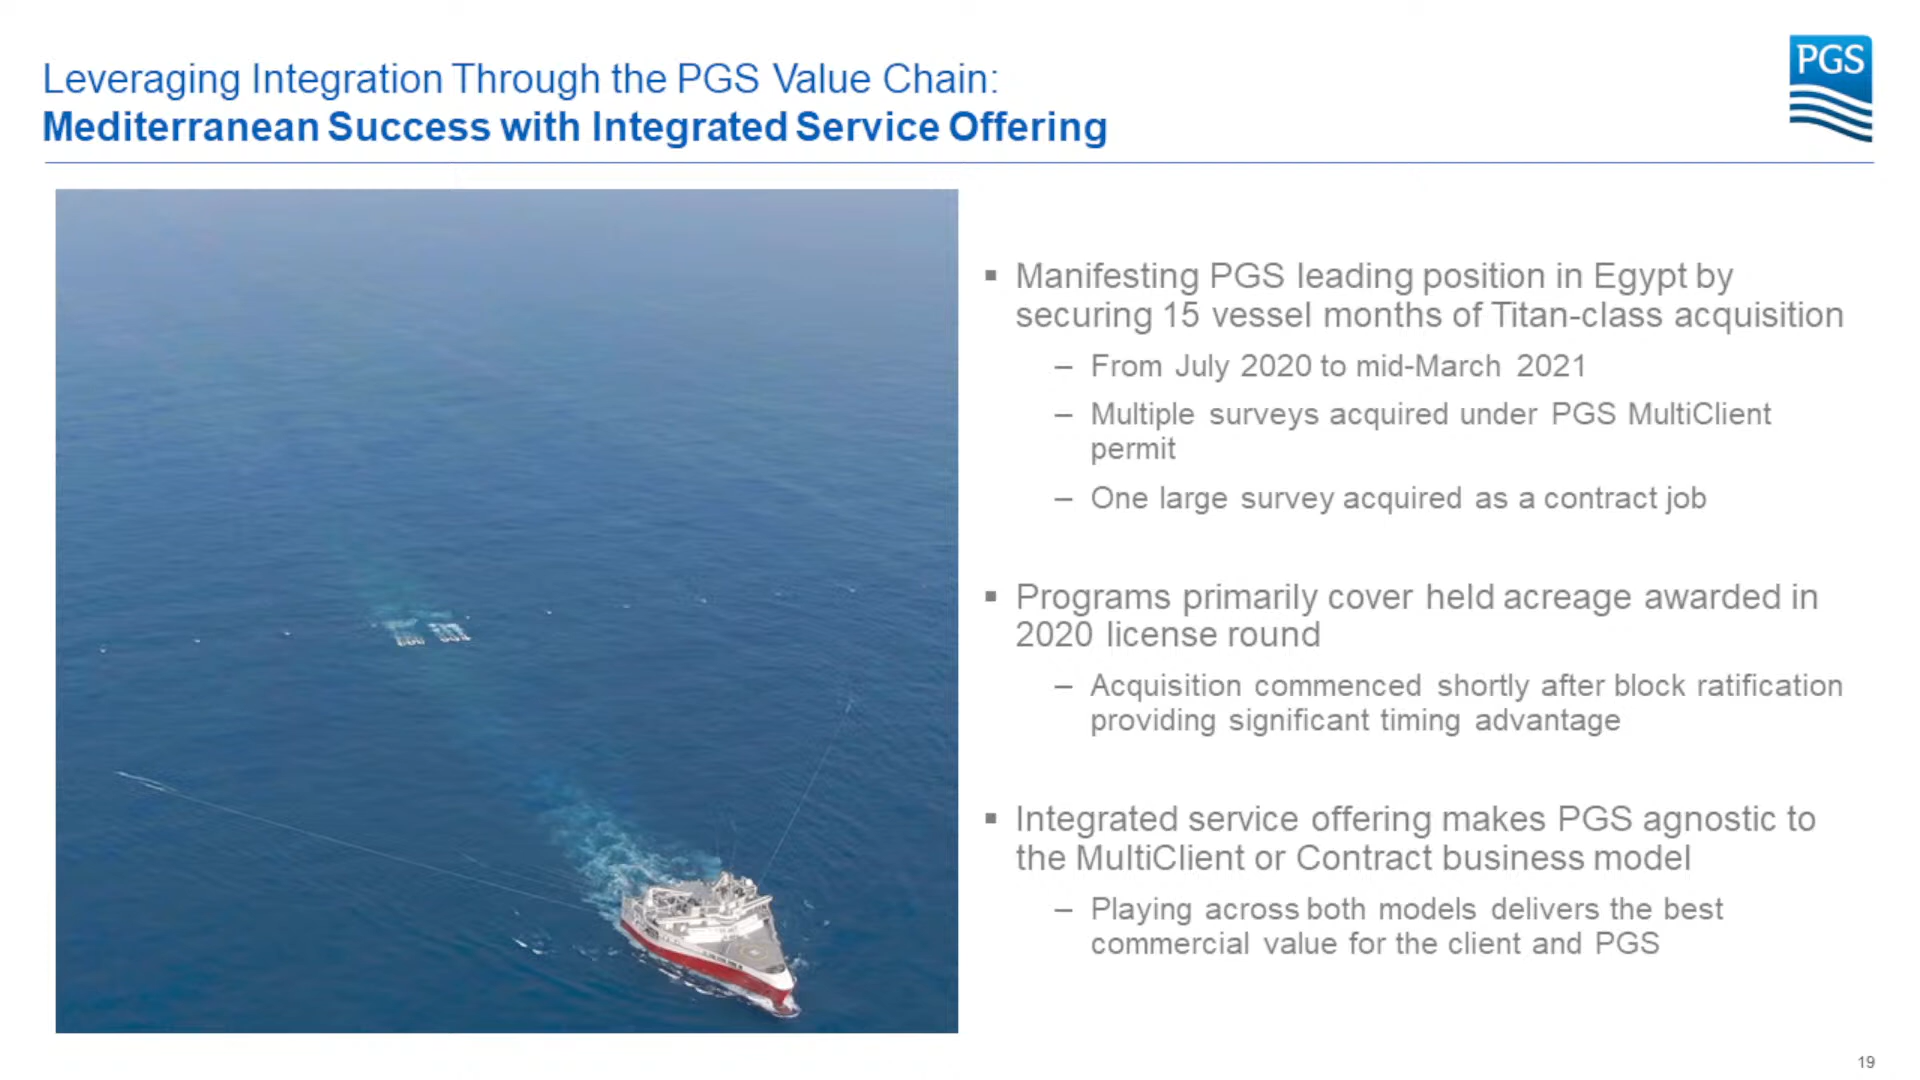 Leveraging Integration Through the PGS Value Chain:
Mediterranean Success with Integrated Service Offering
PGS
▪ Manifesting PGS leading position in Egypt by
securing 15 vessel months of Titan-class acquisition
– From July 2020 to mid-March 2021
– Multiple surveys acquired under PGS MultiClient
permit
– One large survey acquired as a contract job
▪ Programs primarily cover held acreage awarded in
2020 license round
– Acquisition commenced shortly after block ratification
providing significant timing advantage
▪ Integrated service offering makes PGS agnostic to
the MultiClient or Contract business model
– Playing across both models delivers the best
commercial value for the client and PGS
19